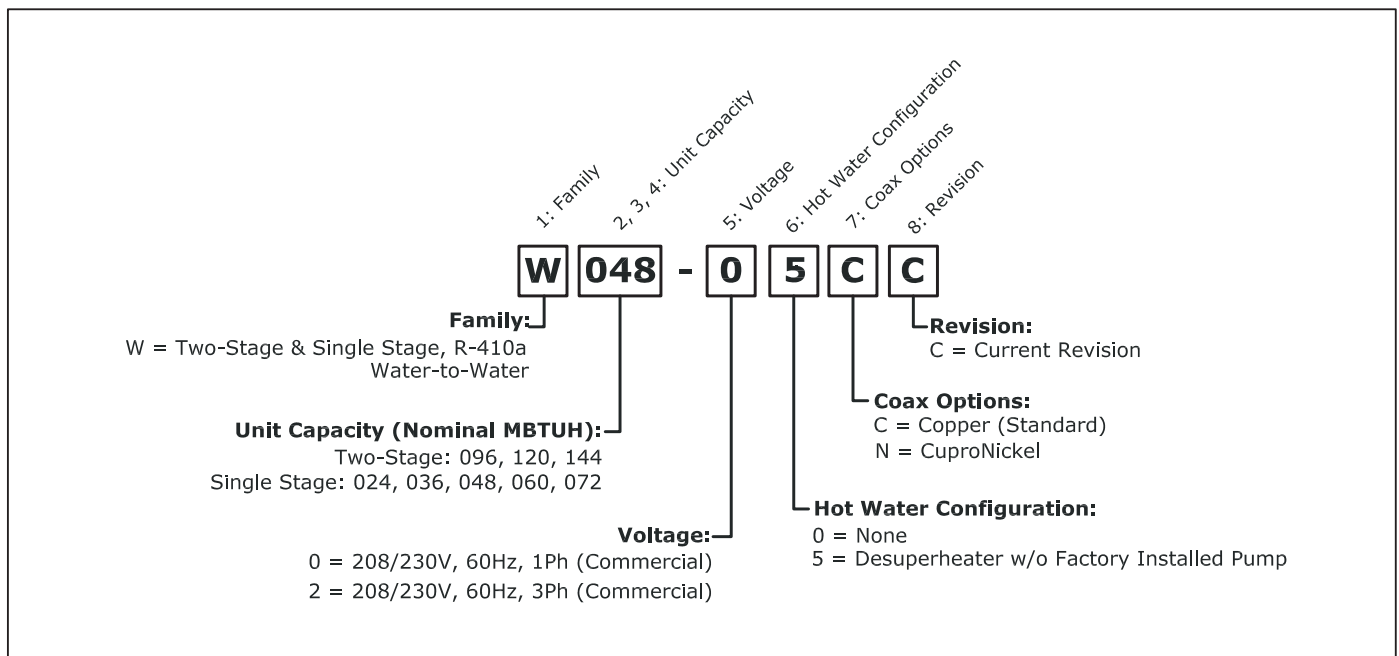 1: Family
2, 3, 4: Unit Capacity
5: Voltage
6: Hot Water Configuration
7: Coax Options
8: Revision
W 048 - 0 5 C C
Family:
W = Two-Stage & Single Stage, R-410a
Water-to-Water
Unit Capacity (Nominal MBTUH):
Two-Stage: 096, 120, 144
Single Stage: 024, 036, 048, 060, 072
Voltage:
0 = 208/230V, 60Hz, 1Ph (Commercial)
2 = 208/230V, 60Hz, 3Ph (Commercial)
Revision:
C = Current Revision
Coax Options:
C = Copper (Standard)
N = CuproNickel
Hot Water Configuration:
0 = None
5 = Desuperheater w/o Factory Installed Pump